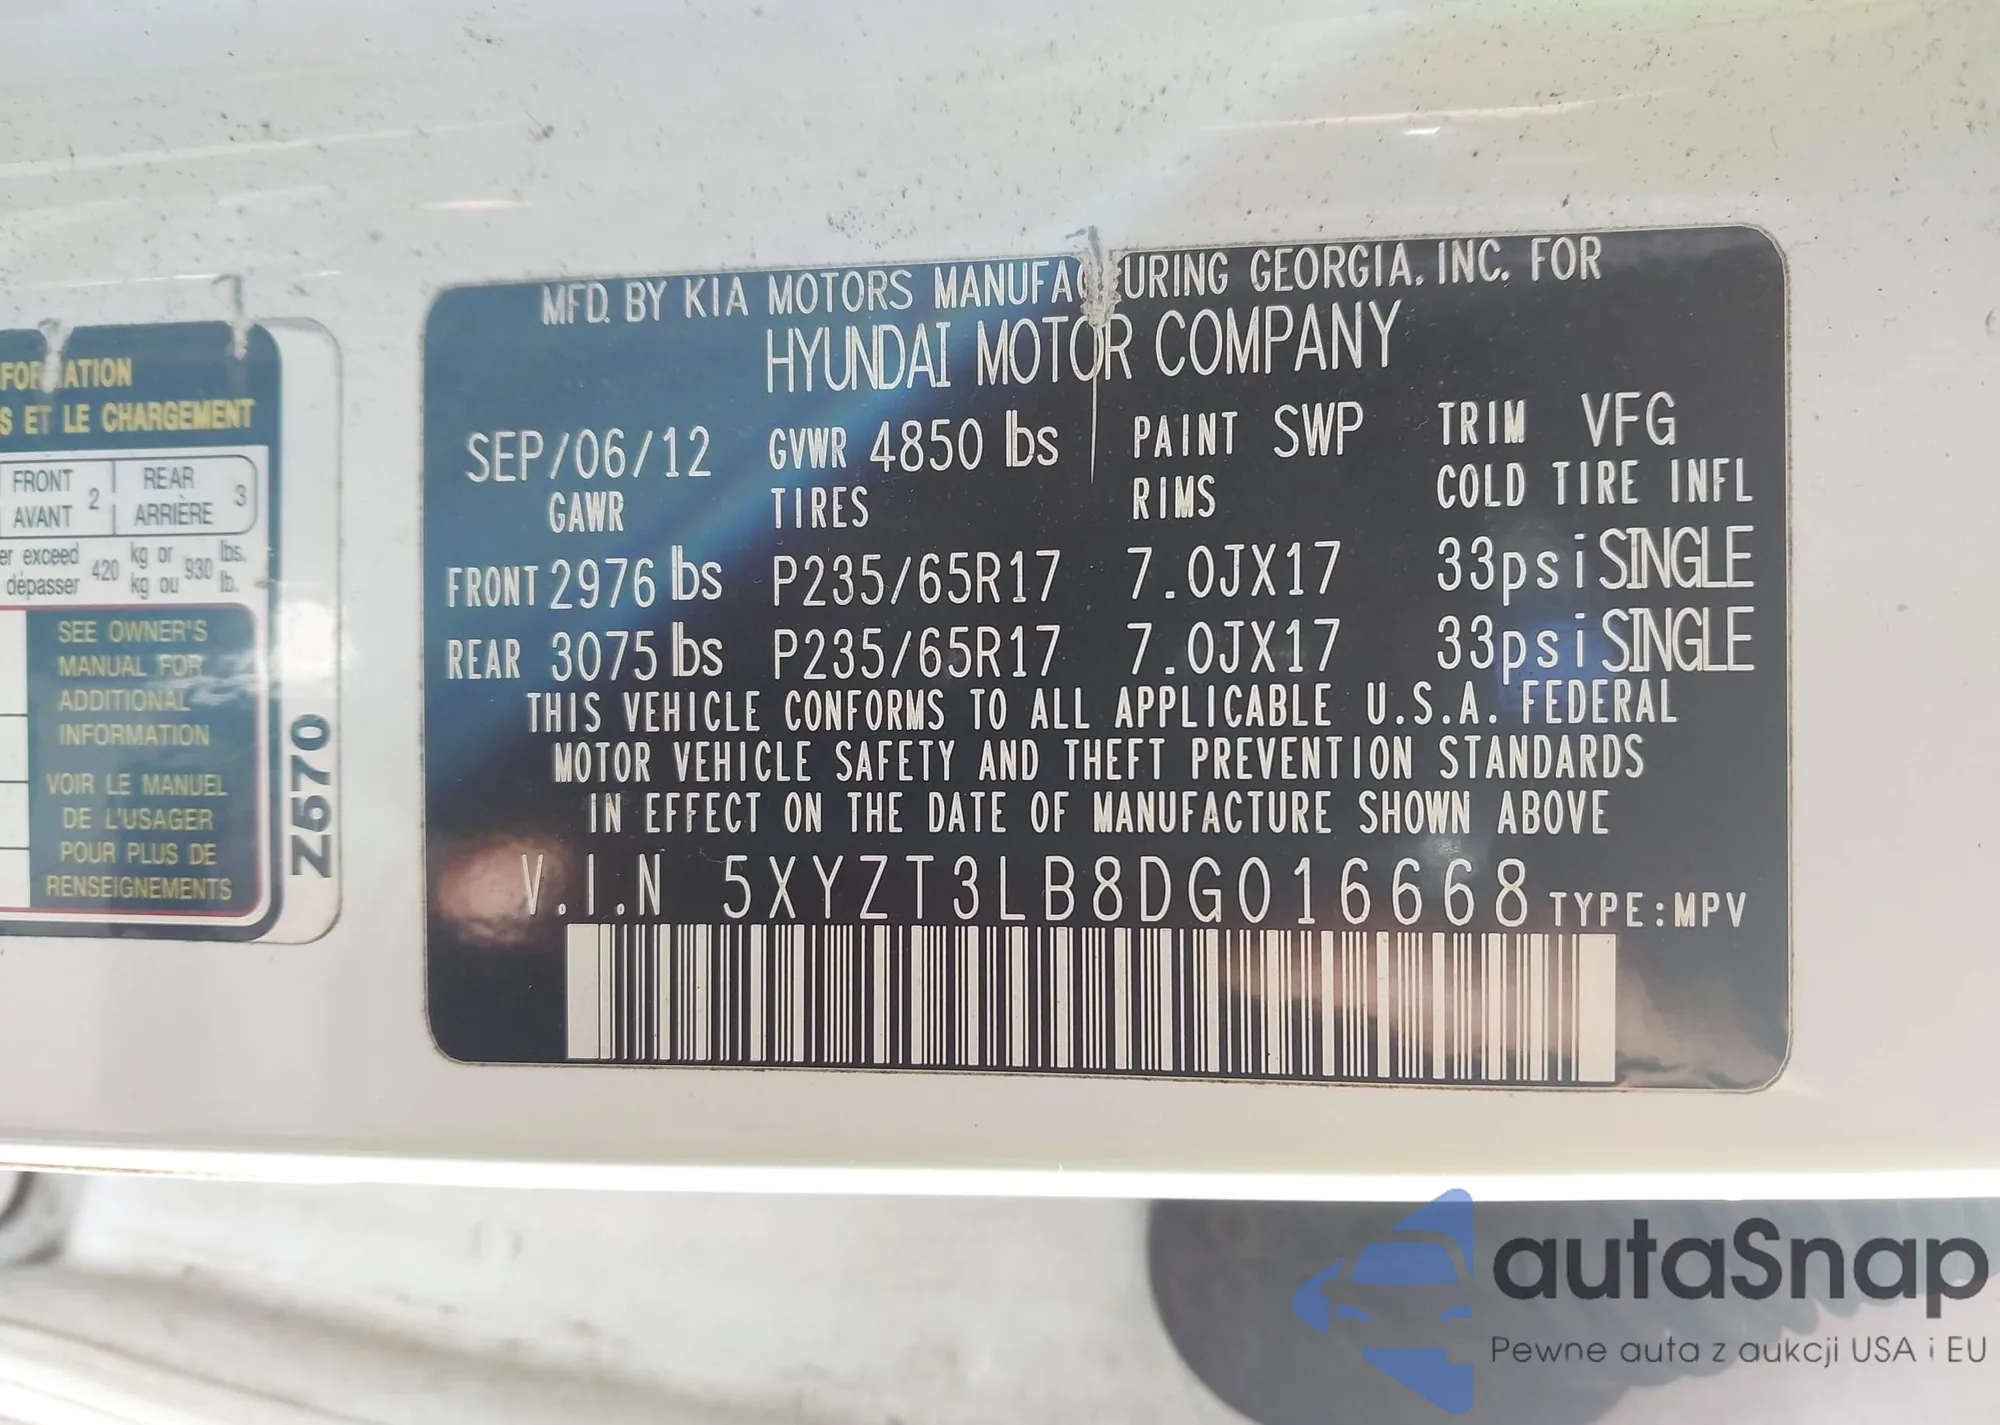 FORMATION
S ET LE CHARGEMENT
FRONT
AVANT 2
REAR
ARRIÈRE 3
er exceed
dépasser 420 kg or
kg ou 930 lbs.
lb.
SEE OWNER'S
MANUAL FOR
ADDITIONAL
INFORMATION
VOIR LE MANUEL
DE L'USAGER
POUR PLUS DE
RENSEIGNEMENTS
Z570
MFD. BY KIA MOTORS MANUFACTURING GEORGIA. INC. FOR
HYUNDAI MOTOR COMPANY
SEP/06/12 GVWR 4850 lbs PAINT SWP TRIM VFG
GAWR TIRES RIMS COLD TIRE INFL
FRONT 2976 lbs P235/65R17 7.0JX17 33psi SINGLE
REAR 3075 lbs P235/65R17 7.0JX17 33psi SINGLE
THIS VEHICLE CONFORMS TO ALL APPLICABLE U.S.A. FEDERAL
MOTOR VEHICLE SAFETY AND THEFT PREVENTION STANDARDS
IN EFFECT ON THE DATE OF MANUFACTURE SHOWN ABOVE
V.I.N 5XYZT3LB8DG016668 TYPE:MPV
autaSnap
Pewne auta z aukcji USA i EU